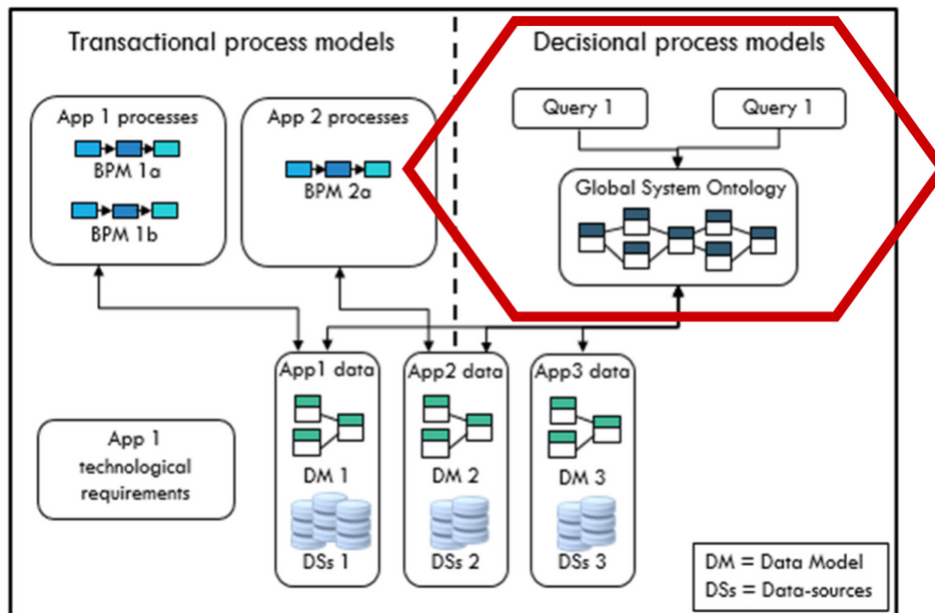 Transactional process models
Decisional process models
App 1 processes
BPM 1a
BPM 1b
App 2 processes
BPM 2a
Query 1
Query 1
Global System Ontology
App1 data
DM 1
DSs 1
App2 data
DM 2
DSs 2
App3 data
DM 3
DSs 3
App 1
technological
requirements
DM = Data Model
DSs = Data-sources